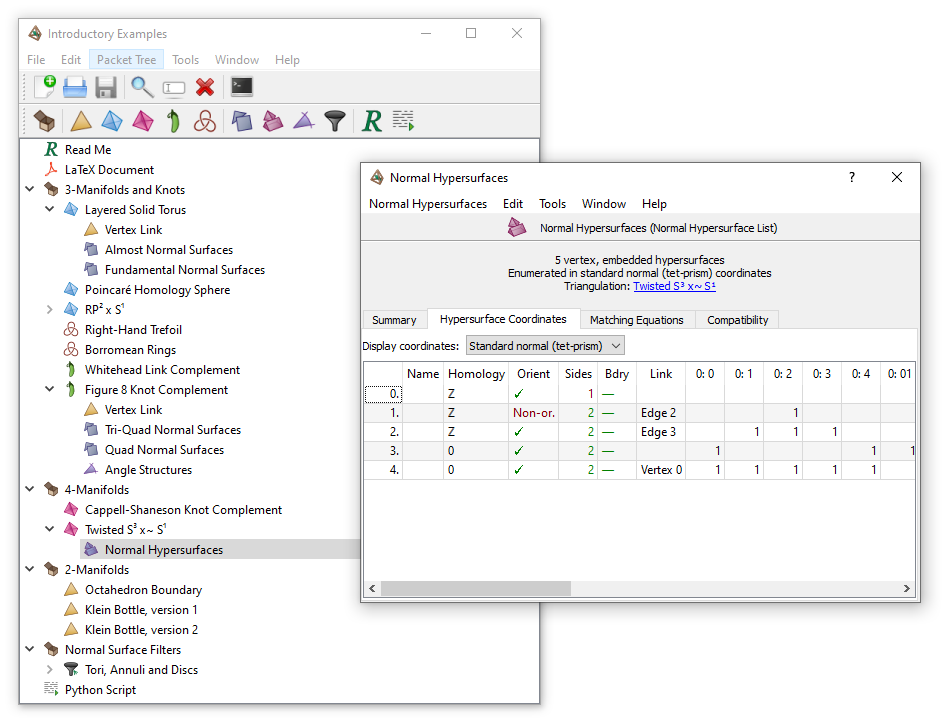 Introductory Examples
File Edit Packet Tree Tools Window Help
Read Me
LaTeX Document
3-Manifolds and Knots
Layered Solid Torus
Vertex Link
Almost Normal Surfaces
Fundamental Normal Surfaces
Poincaré Homology Sphere
RP² x S¹
Right-Hand Trefoil
Borromean Rings
Whitehead Link Complement
Figure 8 Knot Complement
Vertex Link
Tri-Quad Normal Surfaces
Quad Normal Surfaces
Angle Structures
4-Manifolds
Cappell-Shaneson Knot Complement
Twisted S³ x~ S¹
Normal Hypersurfaces
2-Manifolds
Octahedron Boundary
Klein Bottle, version 1
Klein Bottle, version 2
Normal Surface Filters
Tori, Annuli and Discs
Python Script
Normal Hypersurfaces ?
Normal Hypersurfaces Edit Tools Window Help
Normal Hypersurfaces (Normal Hypersurface List)
5 vertex, embedded hypersurfaces
Enumerated in standard normal (tet-prism) coordinates
Triangulation: Twisted S³ x~ S¹
Summary Hypersurface Coordinates Matching Equations Compatibility
Display coordinates: Standard normal (tet-prism)
Name Homology Orient Sides Bdry Link 0: 0 0: 1 0: 2 0: 3 0: 4 0: 01
0. Z ✓ 1 —
1. Z Non-or. 2 — Edge 2 1
2. Z ✓ 2 — Edge 3 1 1 1
3. 0 ✓ 2 — 1 1 1
4. 0 ✓ 2 — Vertex 0 1 1 1 1 1